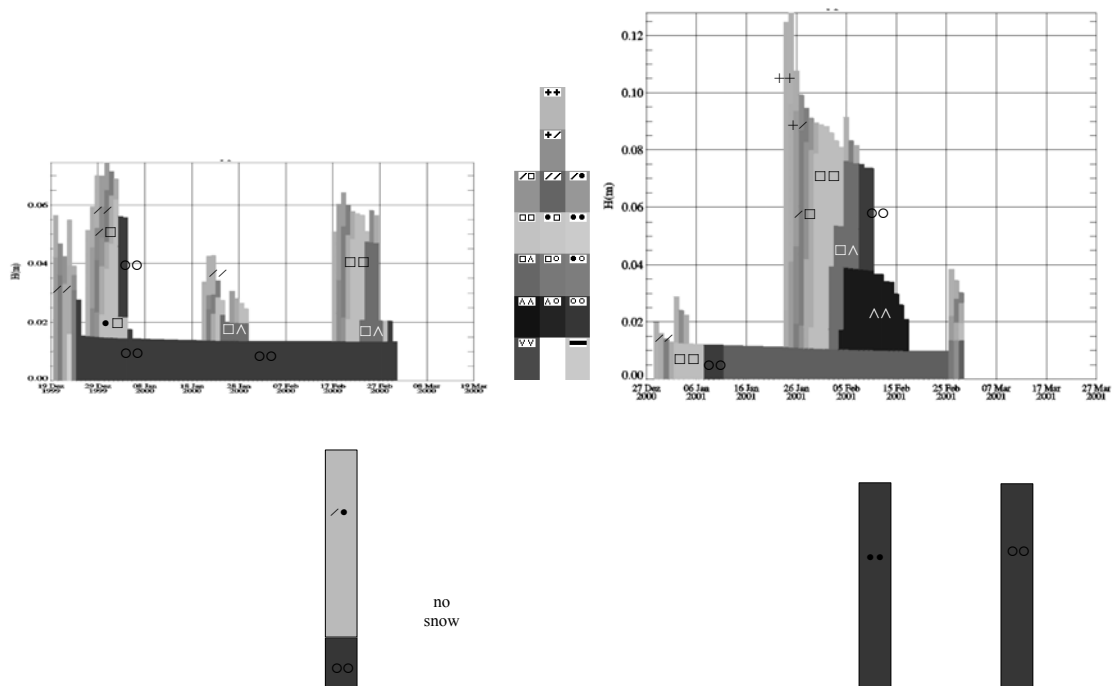 0.06
0.04
0.02
0.00
H(m)
19 Dez
1999
29 Dez
1999
08 Jan
2000
18 Jan
2000
28 Jan
2000
07 Feb
2000
17 Feb
2000
27 Feb
2000
08 Mar
2000
19 Mar
2000
0.12
0.10
0.08
0.06
0.04
0.02
0.00
H(m)
27 Dez
2000
06 Jan
2001
16 Jan
2001
26 Jan
2001
05 Feb
2001
15 Feb
2001
25 Feb
2001
07 Mar
2001
17 Mar
2001
27 Mar
2001
no
snow